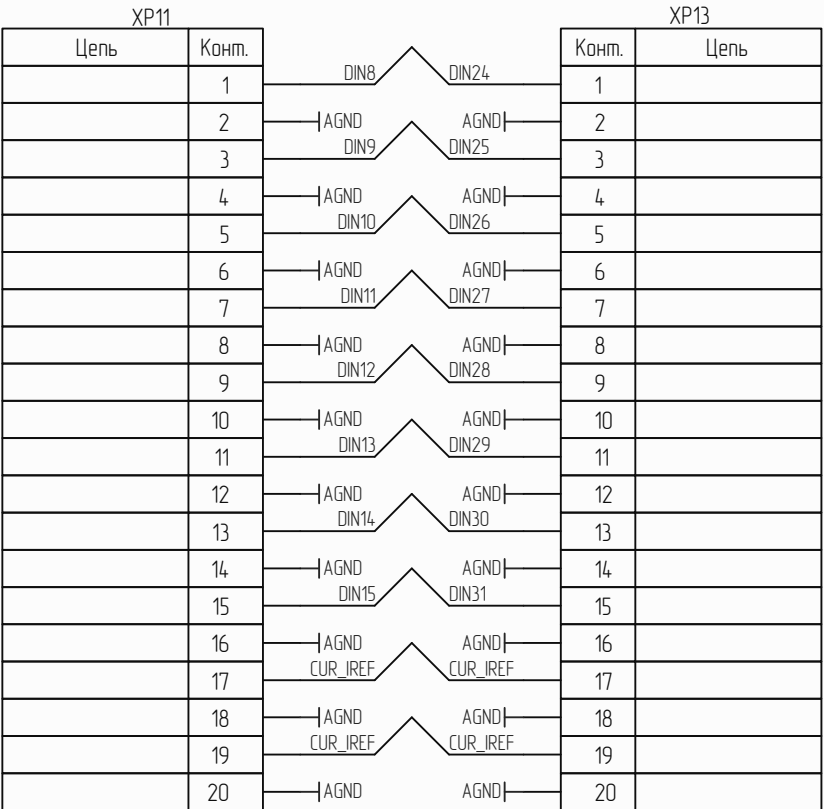 XP11 XP13
Цепь Конт. Конт. Цепь
1 DIN8 DIN24 1
2 AGND AGND 2
3 DIN9 DIN25 3
4 AGND AGND 4
5 DIN10 DIN26 5
6 AGND AGND 6
7 DIN11 DIN27 7
8 AGND AGND 8
9 DIN12 DIN28 9
10 AGND AGND 10
11 DIN13 DIN29 11
12 AGND AGND 12
13 DIN14 DIN30 13
14 AGND AGND 14
15 DIN15 DIN31 15
16 AGND AGND 16
17 CUR_IREF CUR_IREF 17
18 AGND AGND 18
19 CUR_IREF CUR_IREF 19
20 AGND AGND 20